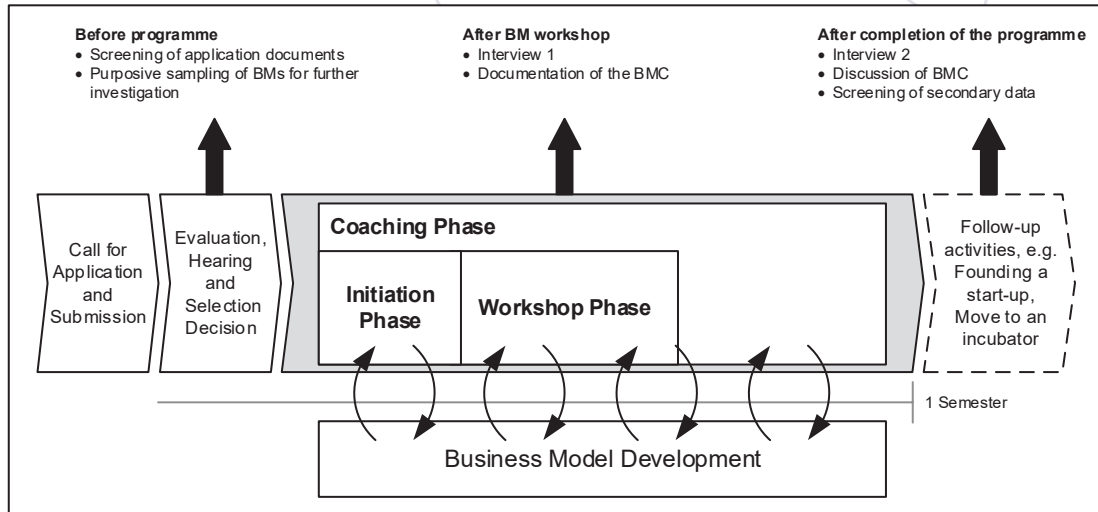 Before programme
• Screening of application documents
• Purposive sampling of BMs for further
investigation
After BM workshop
• Interview 1
• Documentation of the BMC
After completion of the programme
• Interview 2
• Discussion of BMC
• Screening of secondary data
Call for
Application
and
Submission
Evaluation,
Hearing
and
Selection
Decision
Coaching Phase
Initiation
Phase
Workshop Phase
Follow-up
activities, e.g.
Founding a
start-up,
Move to an
incubator
1 Semester
Business Model Development